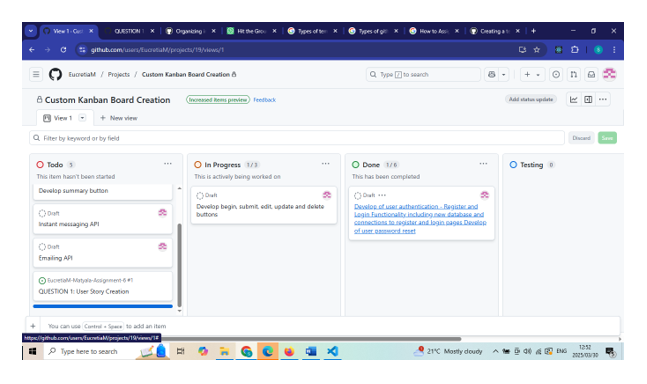 View 1 · Cust
QUESTION 1
Organizing i
Hit the Grou
Types of tes
Types of git
How to Assi
Creating a b
github.com/users/EucretiaM/projects/19/views/1
EucretiaM / Projects / Custom Kanban Board Creation
Type / to search
Custom Kanban Board Creation
Increased items preview
Feedback
Add status update
View 1
+ New view
Filter by keyword or by field
Discard
Save
Todo 5
This item hasn't started
Develop summary button
Draft
Instant messaging API
Draft
Emailing API
EucretiaM-Matyala-Assignment-6 #1
QUESTION 1: User Story Creation
In Progress 1/3
This is actively being worked on
Draft
Develop begin, submit, edit, update and delete
buttons
Done 1/6
This has been completed
Draft
Develop of user authentication - Register and
Login Functionality including new database and
connections to register and login pages Develop
of user password reset
Testing 0
+ You can use Control + Space to add an item
https://github.com/users/EucretiaM/projects/19/views/1#
Type here to search
21°C Mostly cloudy
ENG
12:52
2025/03/30